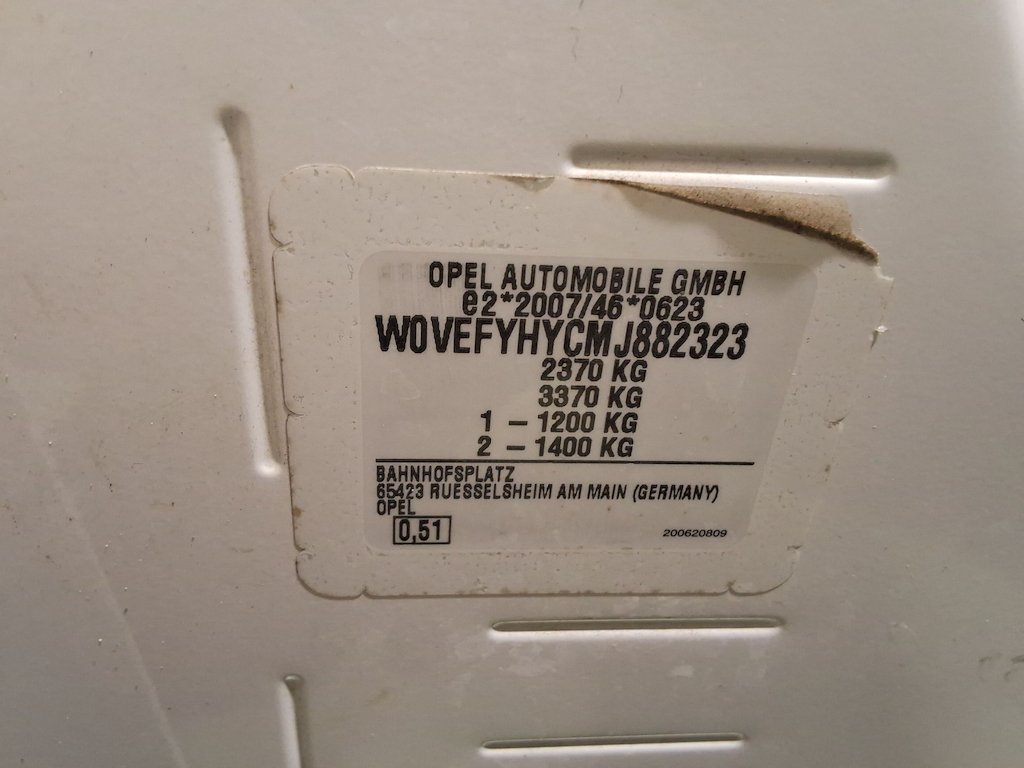 OPEL AUTOMOBILE GMBH
e2*2007/46*0623
W0VEFYHYCMJ882323
2370 KG
3370 KG
1 - 1200 KG
2 - 1400 KG
BAHNHOFSPLATZ
65423 RUESSELSHEIM AM MAIN (GERMANY)
OPEL
0,51
200620809